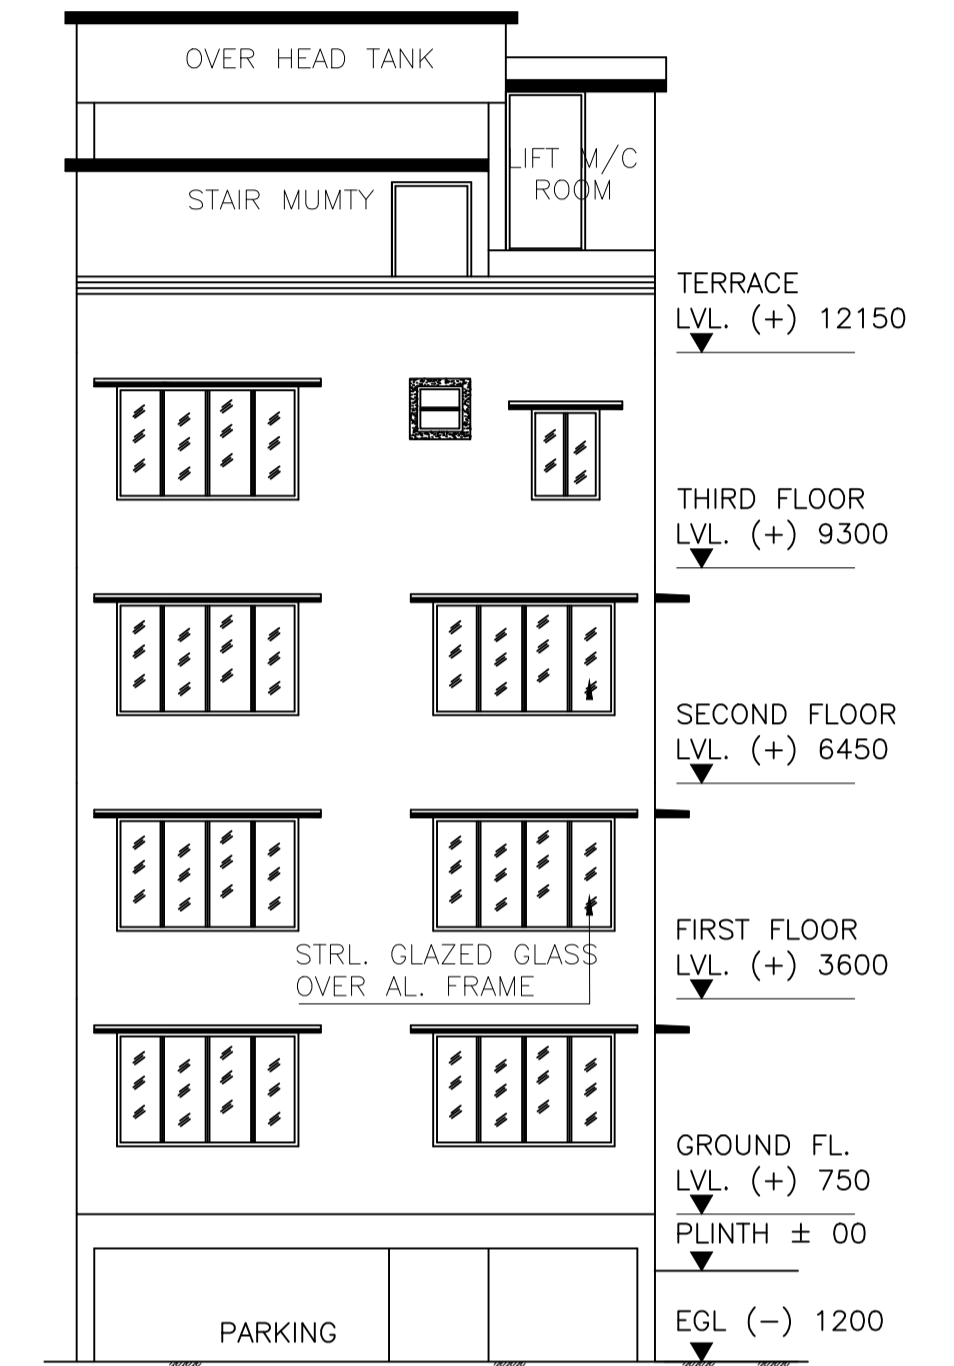 OVER HEAD TANK
LIFT M/C
ROOM
STAIR MUMTY
TERRACE
LVL. (+) 12150
THIRD FLOOR
LVL. (+) 9300
SECOND FLOOR
LVL. (+) 6450
FIRST FLOOR
LVL. (+) 3600
STRL. GLAZED GLASS
OVER AL. FRAME
GROUND FL.
LVL. (+) 750
PLINTH ± 00
EGL (−) 1200
PARKING